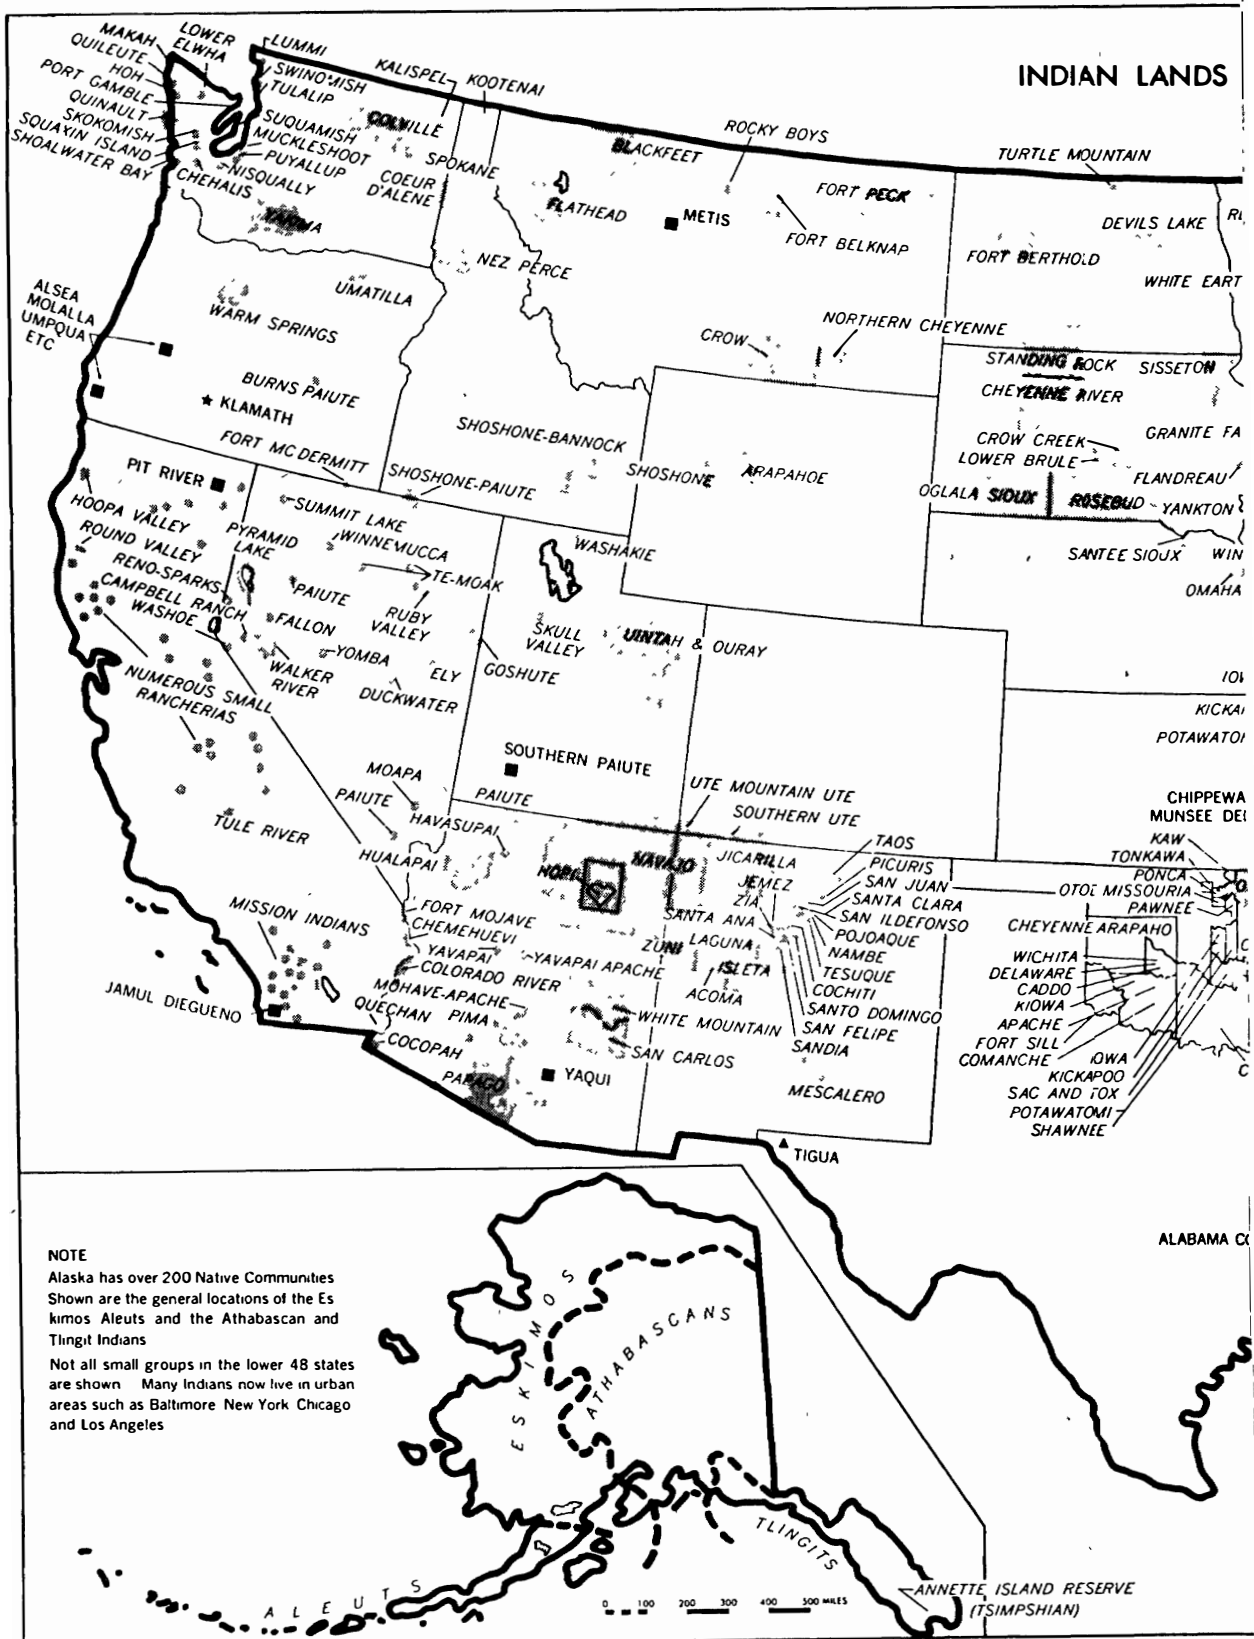 INDIAN LANDS
MAKAH
LOWER
ELWHA
LUMMI
QUILEUTE
HOH
PORT GAMBLE
QUINAULT
SKOKOMISH
SQUAXIN ISLAND
SHOALWATER BAY
SWINOMISH
TULALIP
SUQUAMISH
MUCKLESHOOT
PUYALLUP
NISQUALLY
CHEHALIS
YAKIMA
KALISPEL
KOOTENAI
COLVILLE
SPOKANE
COEUR
D'ALENE
BLACKFEET
ROCKY BOYS
TURTLE MOUNTAIN
FLATHEAD
METIS
FORT PECK
FORT BELKNAP
DEVILS LAKE
FORT BERTHOLD
WHITE EART
NEZ PERCE
UMATILLA
WARM SPRINGS
ALSEA
MOLALLA
UMPQUA
ETC
BURNS PAIUTE
KLAMATH
CROW
NORTHERN CHEYENNE
STANDING ROCK
SISSETON
CHEYENNE RIVER
CROW CREEK
LOWER BRULE
GRANITE FA
FLANDREAU
OGLALA SIOUX
ROSEBUD
YANKTON
SANTEE SIOUX
WIN
OMAHA
FORT MC DERMITT
SHOSHONE-BANNOCK
SHOSHONE-PAIUTE
SHOSHONE
ARAPAHOE
PIT RIVER
HOOPA VALLEY
ROUND VALLEY
RENO-SPARKS
CAMPBELL RANCH
WASHOE
PYRAMID
LAKE
SUMMIT LAKE
WINNEMUCCA
TE-MOAK
PAIUTE
RUBY
VALLEY
FALLON
YOMBA
WALKER
RIVER
ELY
DUCKWATER
GOSHUTE
WASHAKIE
SKULL
VALLEY
UINTAH & OURAY
NUMEROUS SMALL
RANCHERIAS
KICKA
POTAWATO
SOUTHERN PAIUTE
MOAPA
PAIUTE
PAIUTE
HAVASUPAI
HUALAPAI
TULE RIVER
UTE MOUNTAIN UTE
SOUTHERN UTE
HOPI
NAVAJO
JICARILLA
JEMEZ
ZIA
SANTA ANA
TAOS
PICURIS
SAN JUAN
SANTA CLARA
SAN ILDEFONSO
POJOAQUE
NAMBE
TESUQUE
COCHITI
SANTO DOMINGO
SAN FELIPE
SANDIA
ZUNI
LAGUNA
ISLETA
ACOMA
MESCALERO
MISSION INDIANS
JAMUL DIEGUENO
FORT MOJAVE
CHEMEHUEVI
YAVAPAI
YAVAPAI APACHE
COLORADO RIVER
MOHAVE-APACHE
QUECHAN
PIMA
COCOPAH
WHITE MOUNTAIN
SAN CARLOS
PAPAGO
YAQUI
TIGUA
CHIPPEWA
MUNSEE DE
KAW
TONKAWA
PONCA
OTOE MISSOURIA
PAWNEE
CHEYENNE ARAPAHO
WICHITA
DELAWARE
CADDO
KIOWA
APACHE
FORT SILL
COMANCHE
IOWA
KICKAPOO
SAC AND FOX
POTAWATOMI
SHAWNEE
ALABAMA CO
NOTE
Alaska has over 200 Native Communities
Shown are the general locations of the Es
kimos Aleuts and the Athabascan and
Tlingit Indians
Not all small groups in the lower 48 states
are shown Many Indians now live in urban
areas such as Baltimore New York Chicago
and Los Angeles
ESKIMOS
ATHABASCANS
TLINGITS
ALEUTS
0 100 200 300 400 500 MILES
ANNETTE ISLAND RESERVE
(TSIMPSHIAN)